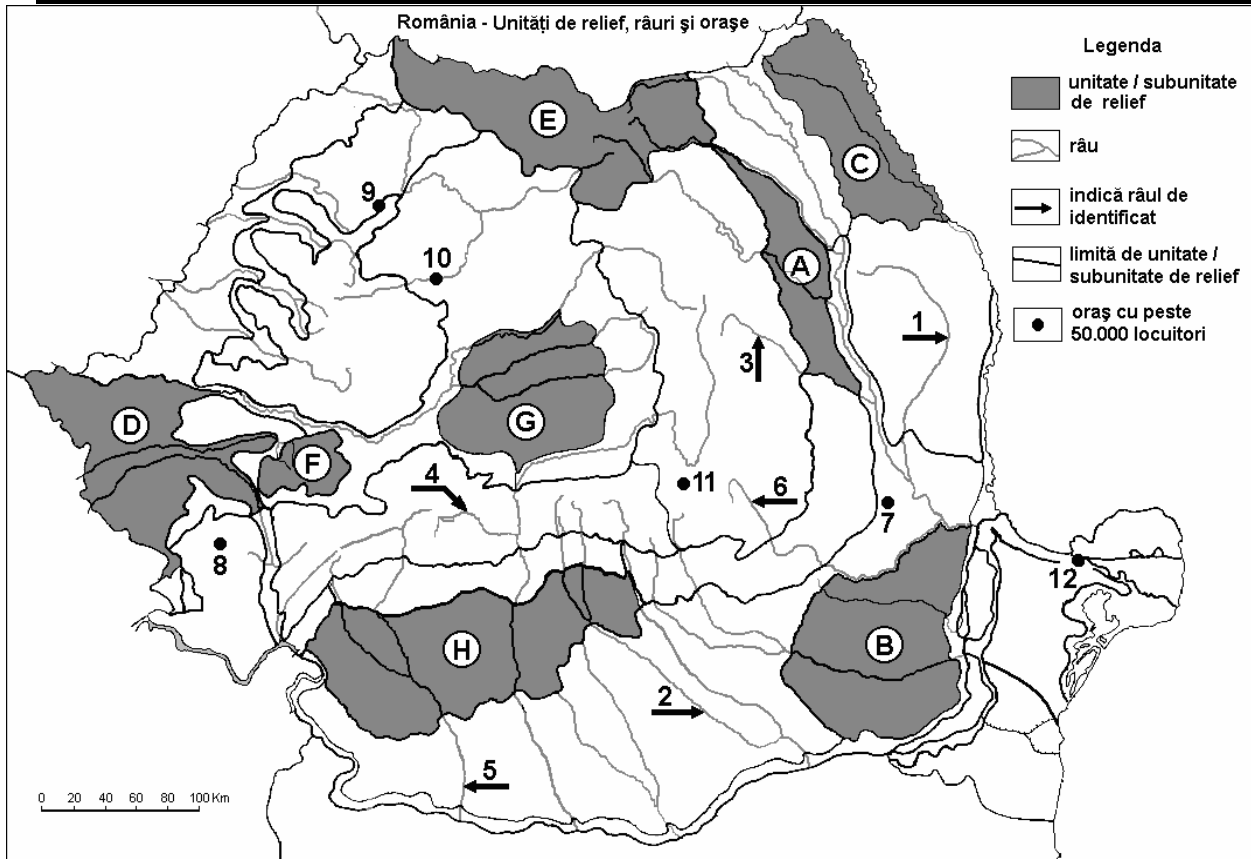 România - Unităţi de relief, râuri şi oraşe
Legenda
unitate / subunitate
de relief
râu
indică râul de
identificat
limită de unitate /
subunitate de relief
oraş cu peste
50.000 locuitori
E
C
9
A
10
1
3
D
G
F
4
11
6
7
8
12
B
H
2
5
0 20 40 60 80 100 Km